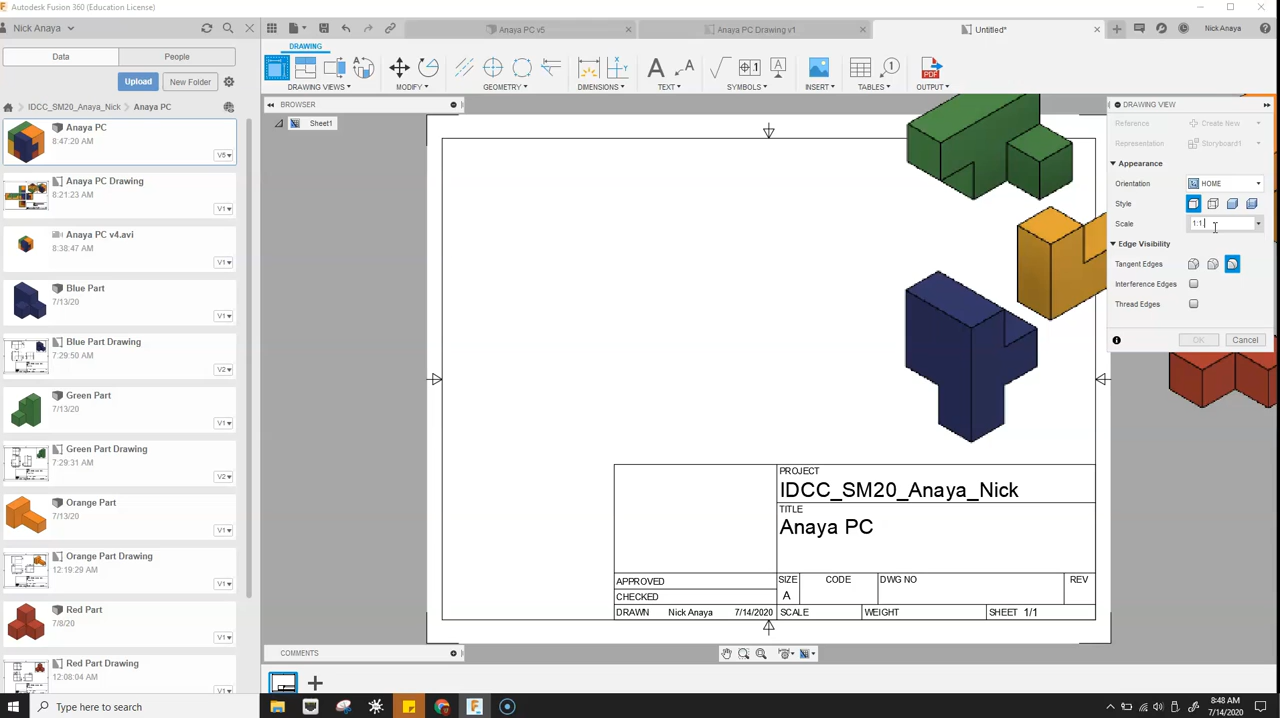 Autodesk Fusion 360 (Education License)
Nick Anaya
Data
People
Upload
New Folder
IDCC_SM20_Anaya_Nick
Anaya PC
Anaya PC
8:47:20 AM
V5
Anaya PC Drawing
8:21:23 AM
V1
Anaya PC v4.avi
8:38:47 AM
V1
Blue Part
7/13/20
V1
Blue Part Drawing
7:29:50 AM
V2
Green Part
7/13/20
V1
Green Part Drawing
7:29:31 AM
V2
Orange Part
7/13/20
V1
Orange Part Drawing
12:19:29 AM
V1
Red Part
7/8/20
V1
Red Part Drawing
12:08:04 AM
V1
Anaya PC v5
Anaya PC Drawing v1
Untitled*
Nick Anaya
DRAWING
DRAWING VIEWS
MODIFY
GEOMETRY
DIMENSIONS
TEXT
SYMBOLS
INSERT
TABLES
OUTPUT
PDF
BROWSER
Sheet1
DRAWING VIEW
Reference
Create New
Representation
Storyboard1
Appearance
Orientation
HOME
Style
Scale
1:1
Edge Visibility
Tangent Edges
Interference Edges
Thread Edges
OK
Cancel
PROJECT
IDCC_SM20_Anaya_Nick
TITLE
Anaya PC
APPROVED
CHECKED
DRAWN Nick Anaya 7/14/2020
SIZE
A
CODE
DWG NO
REV
SCALE
WEIGHT
SHEET 1/1
COMMENTS
Type here to search
8:48 AM
7/14/2020